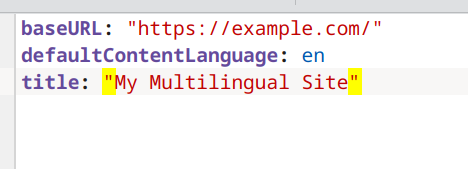 baseURL: "https://example.com/"
defaultContentLanguage: en
title: "My Multilingual Site"